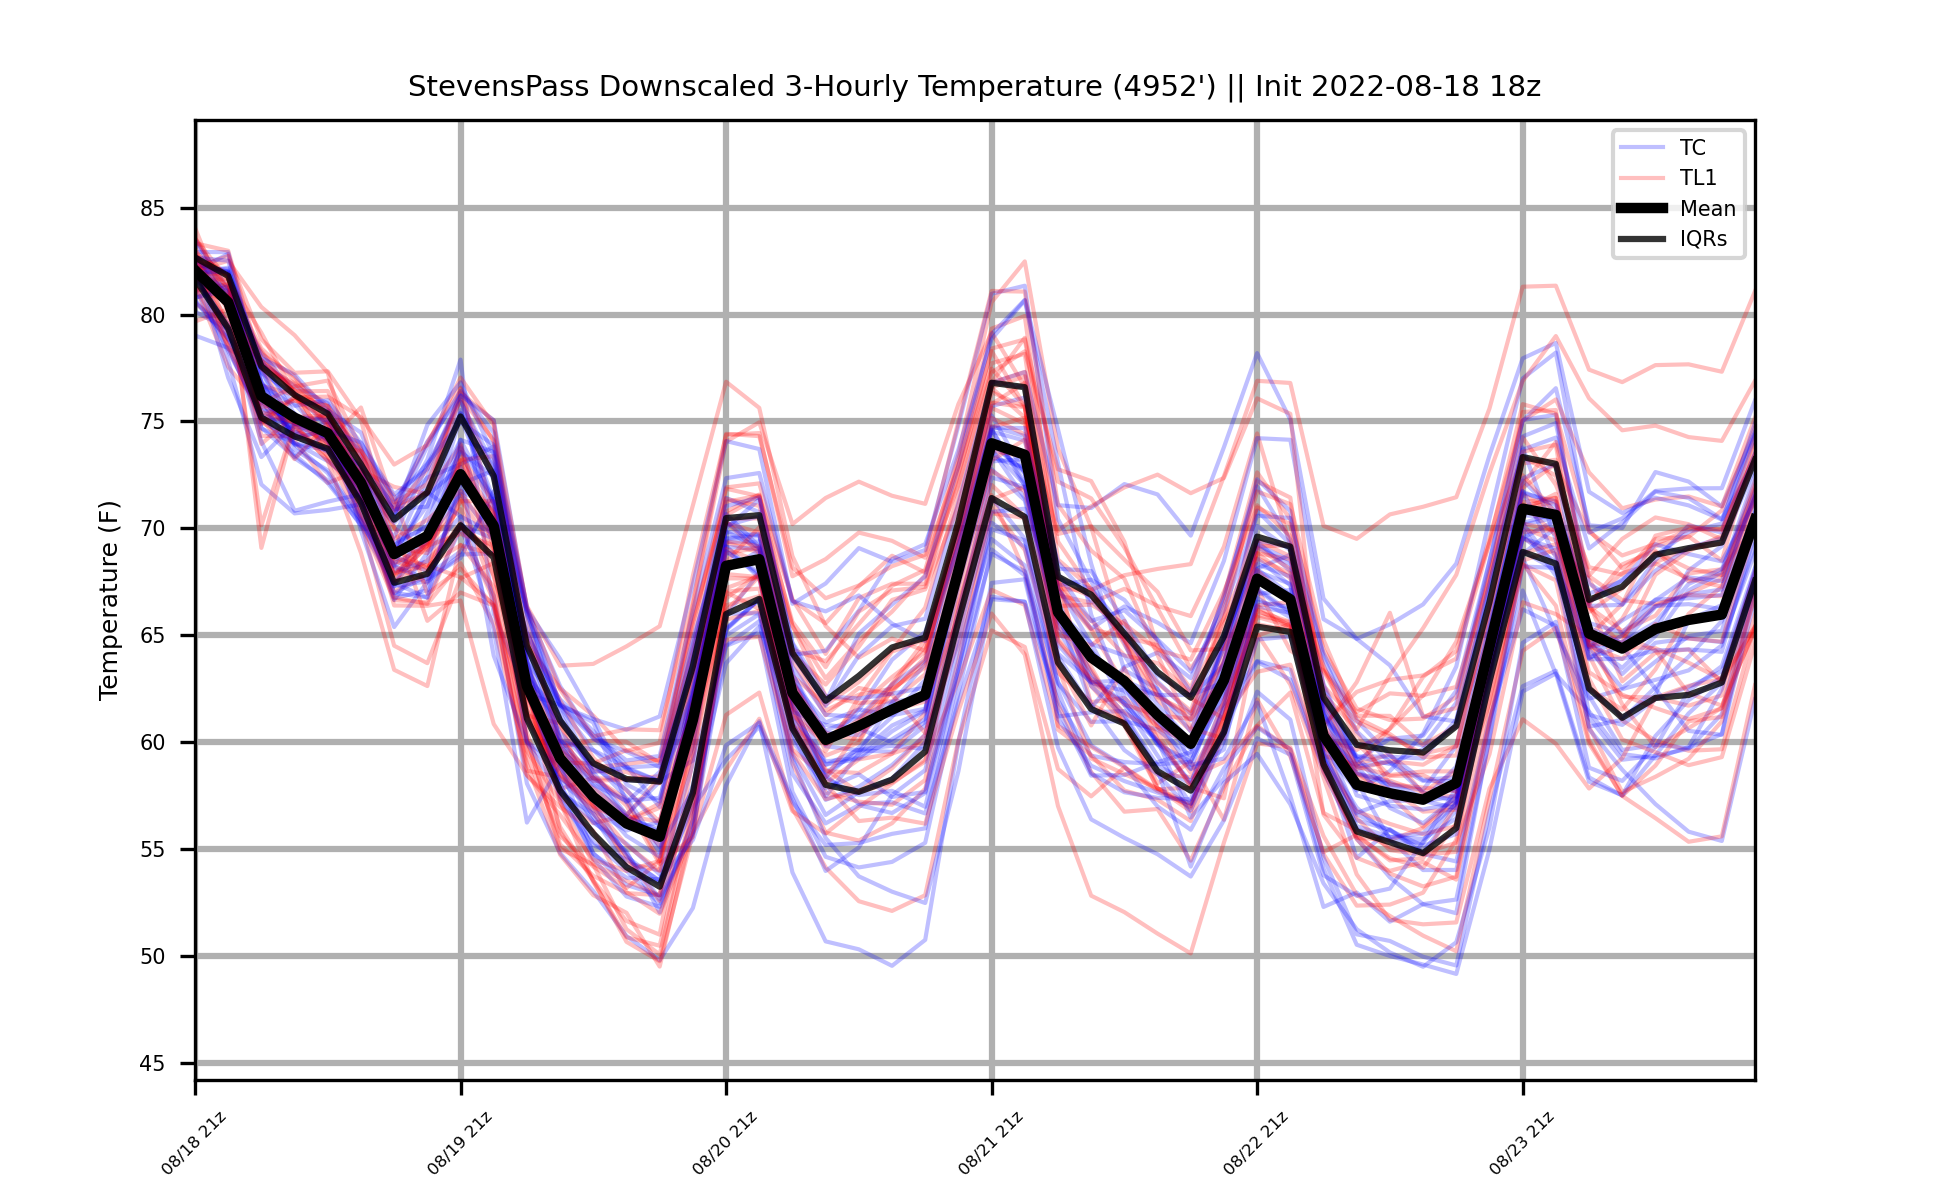 StevensPass Downscaled 3-Hourly Temperature (4952') || Init 2022-08-18 18z
TC
TL1
Mean
IQRs
Temperature (F)
85
80
75
70
65
60
55
50
45
08/18 21z
08/19 21z
08/20 21z
08/21 21z
08/22 21z
08/23 21z